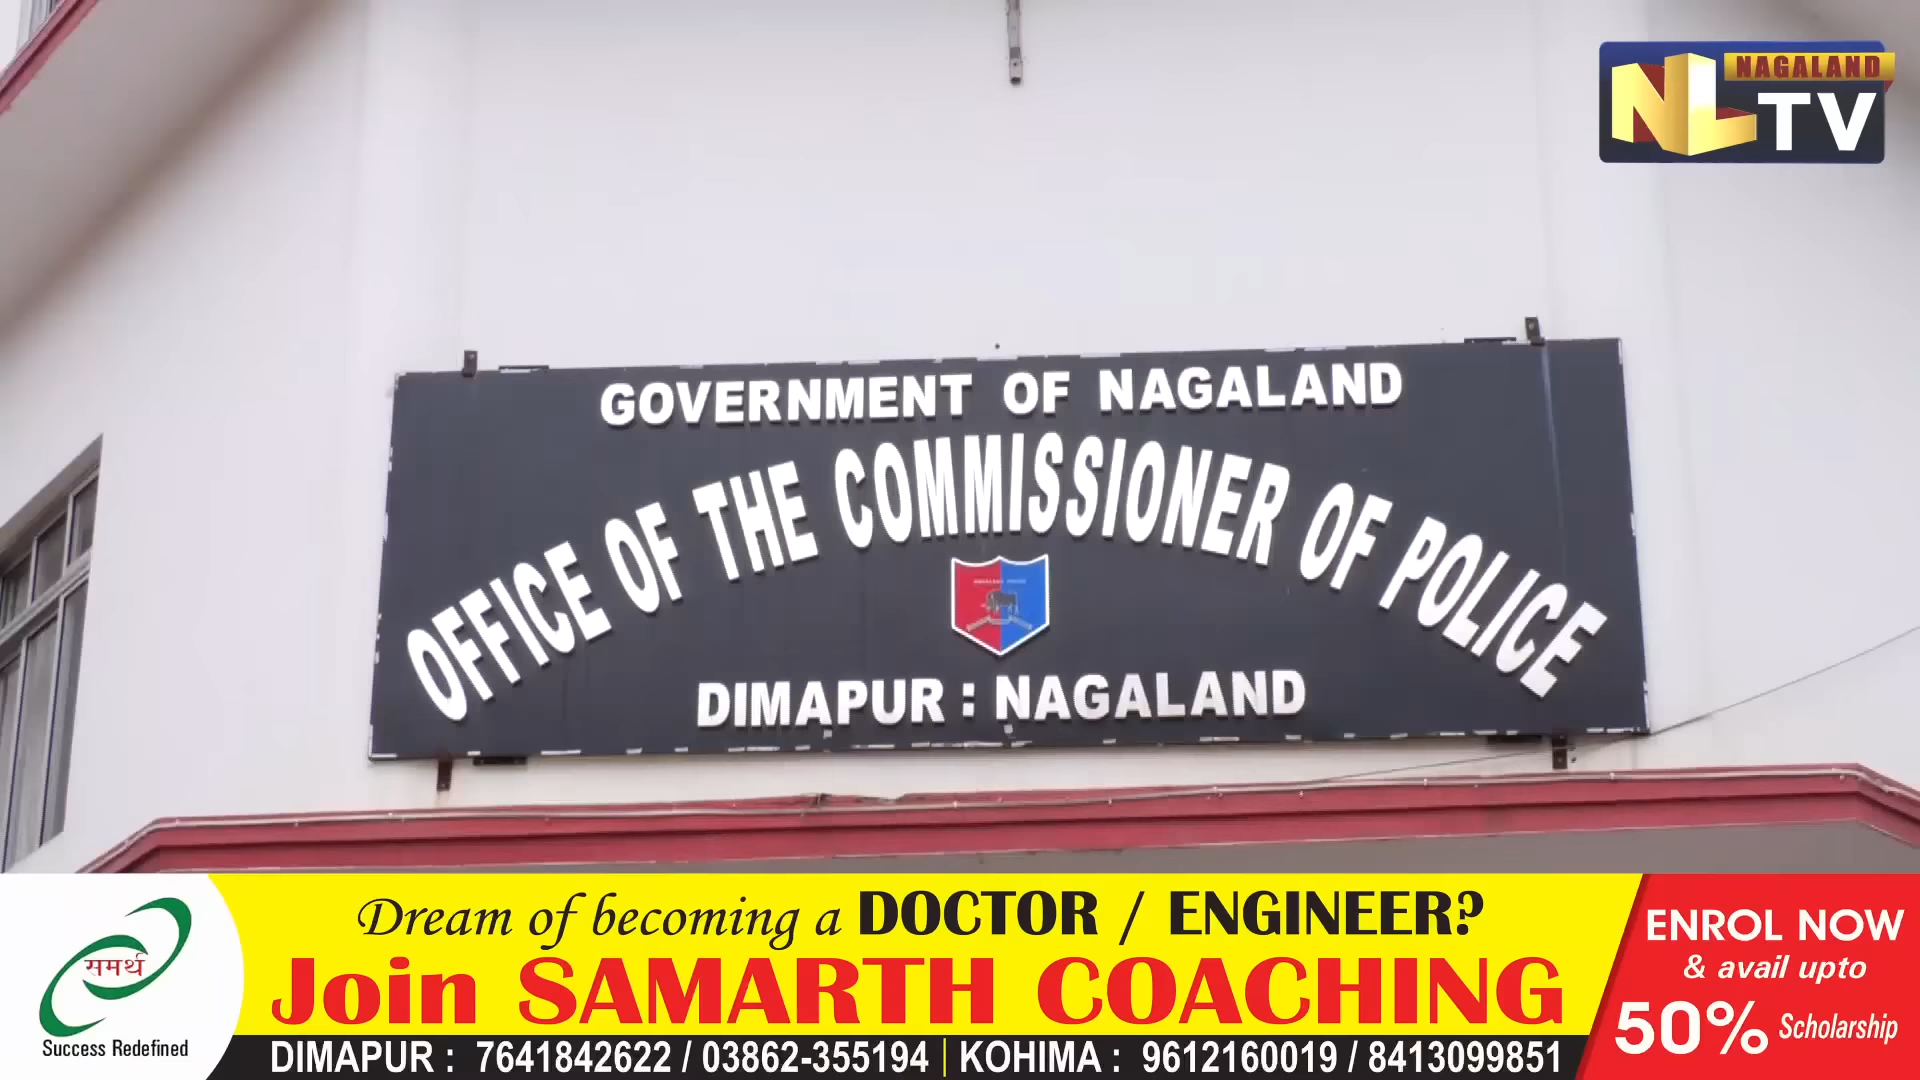 NAGALAND
NL TV
GOVERNMENT OF NAGALAND
OFFICE OF THE COMMISSIONER OF POLICE
DIMAPUR : NAGALAND
Dream of becoming a DOCTOR / ENGINEER?
Join SAMARTH COACHING
समर्थ
Success Redefined
DIMAPUR : 7641842622 / 03862-355194 | KOHIMA : 9612160019 / 8413099851
ENROL NOW
& avail upto
50% Scholarship